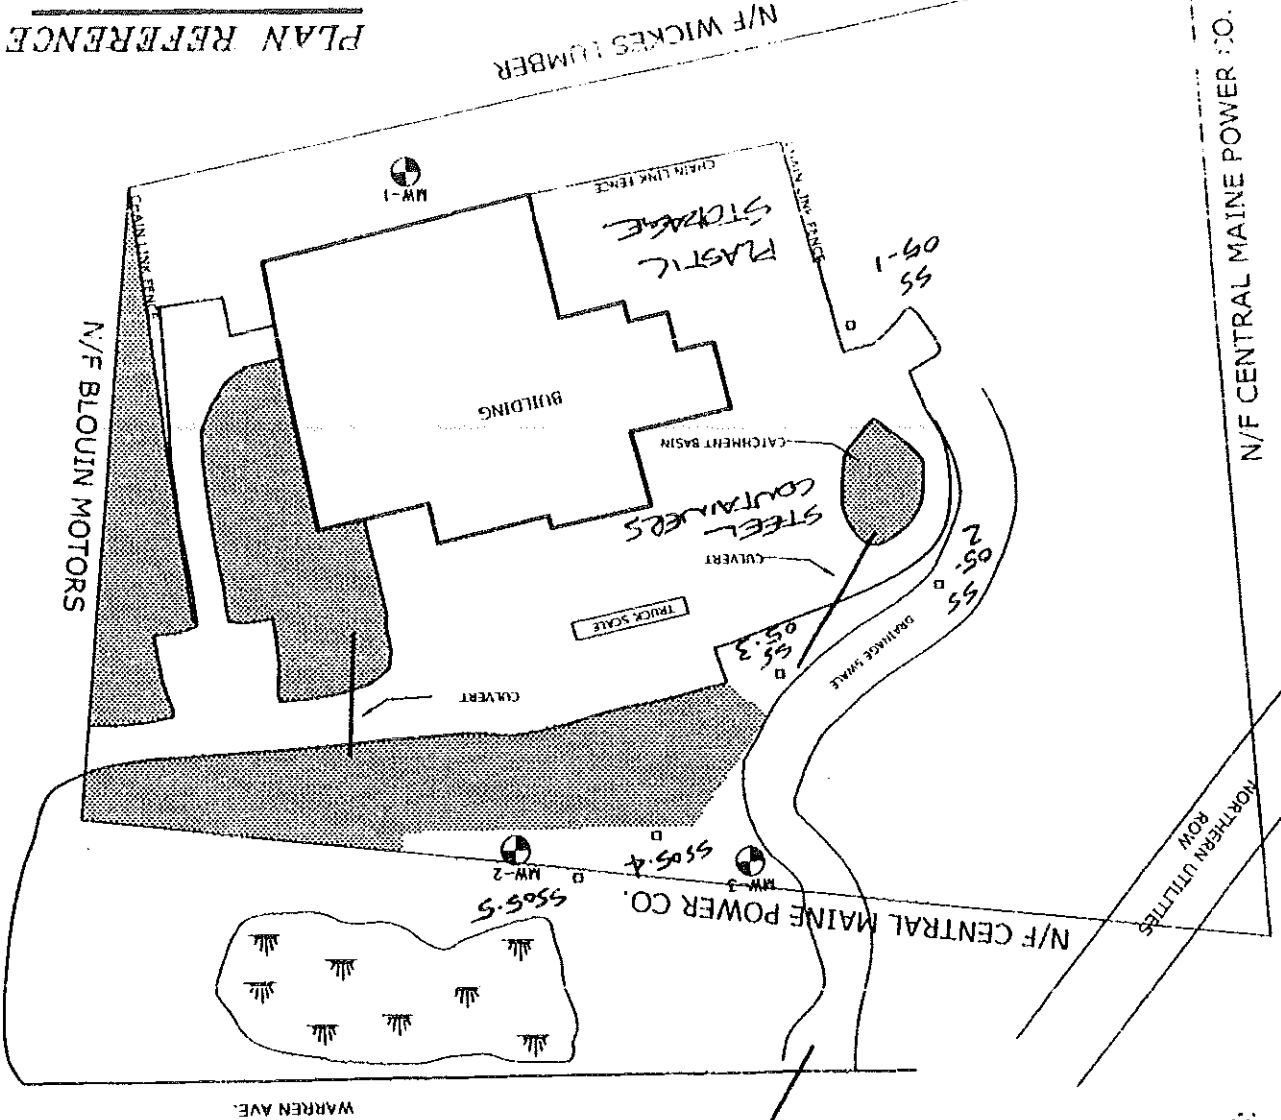 WARREN AVE.
N/F CENTRAL MAINE POWER CO.
NORTHERN UTILITIES
ROW
MW-3
MW-2
SS05-5
SS05-4
CULVERT
SS
05-3
DRAINAGE SWALE
SS
05-
2
TRUCK SCALE
CULVERT
STEEL
CONTAINERS
CATCHMENT BASIN
BUILDING
N/F BLOUIN MOTORS
SS
05-1
PLASTIC
STORAGE
CHAIN LINK FENCE
CHAIN LINK FENCE
CHAIN LINK FENCE
MW-1
N/F WICKES LUMBER
N/F CENTRAL MAINE POWER CO.
PLAN REFERENCE